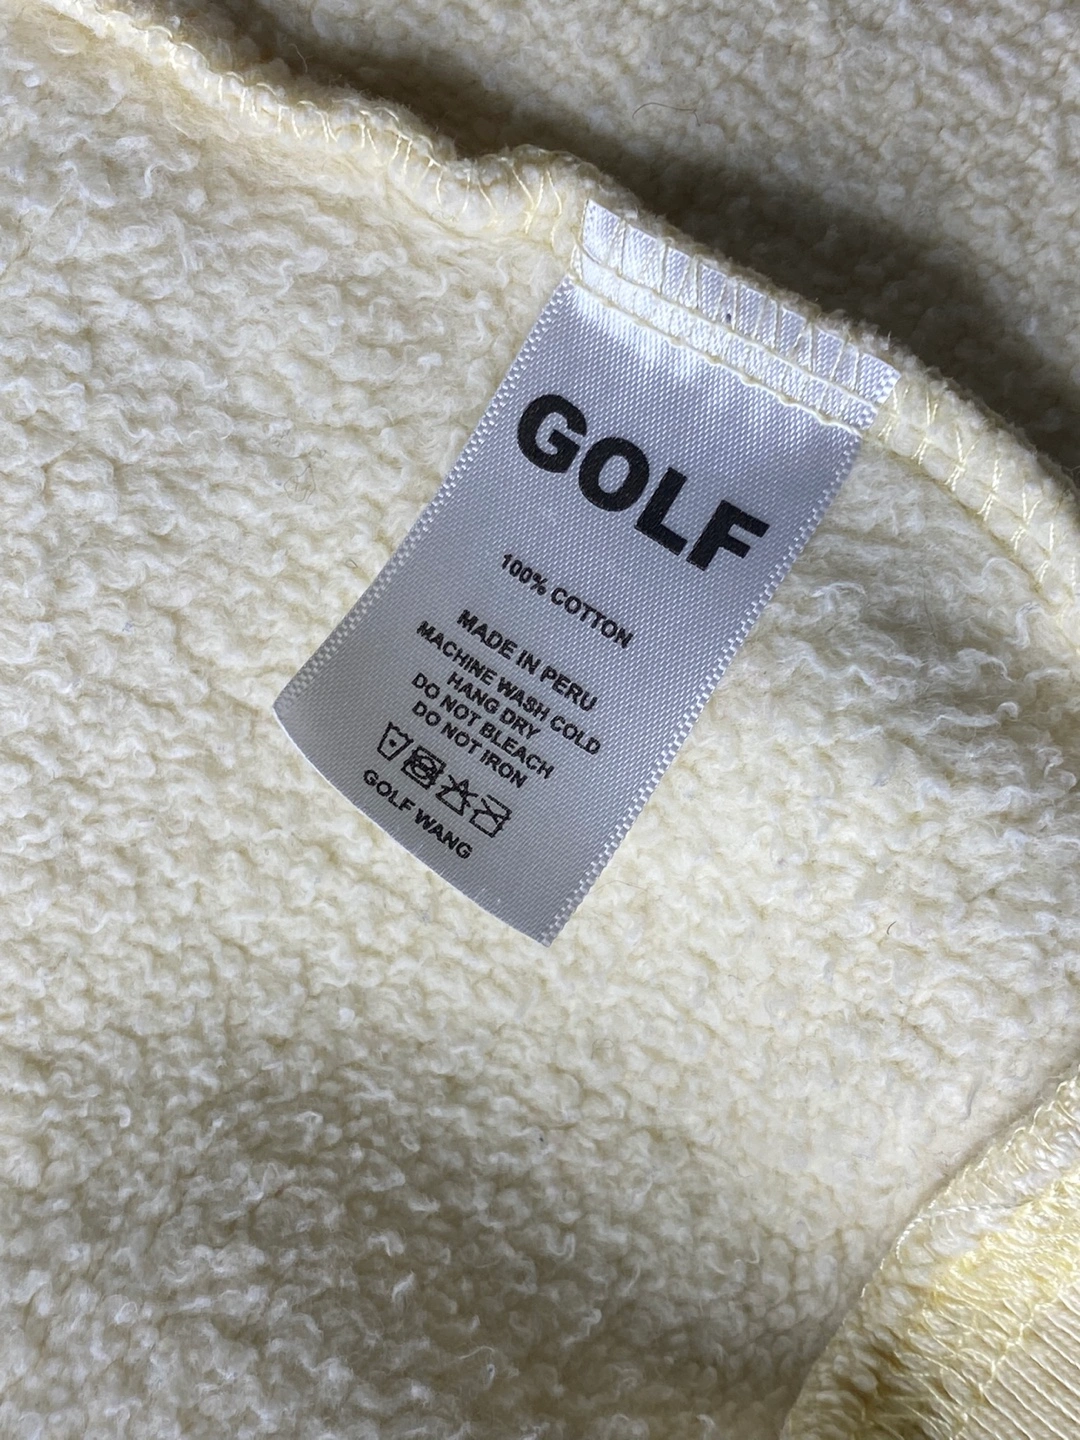 GOLF
100% COTTON
MADE IN PERU
MACHINE WASH COLD
HANG DRY
DO NOT BLEACH
DO NOT IRON
GOLF WANG